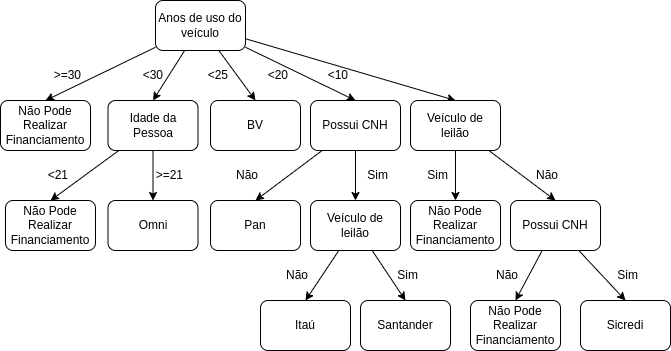 Anos de uso do
veículo
>=30
<30
<25
<20
<10
Não Pode
Realizar
Financiamento
Idade da
Pessoa
BV
Possui CNH
Veículo de
leilão
<21
>=21
Não
Sim
Sim
Não
Não Pode
Realizar
Financiamento
Omni
Pan
Veículo de
leilão
Não Pode
Realizar
Financiamento
Possui CNH
Não
Sim
Não
Sim
Itaú
Santander
Não Pode
Realizar
Financiamento
Sicredi